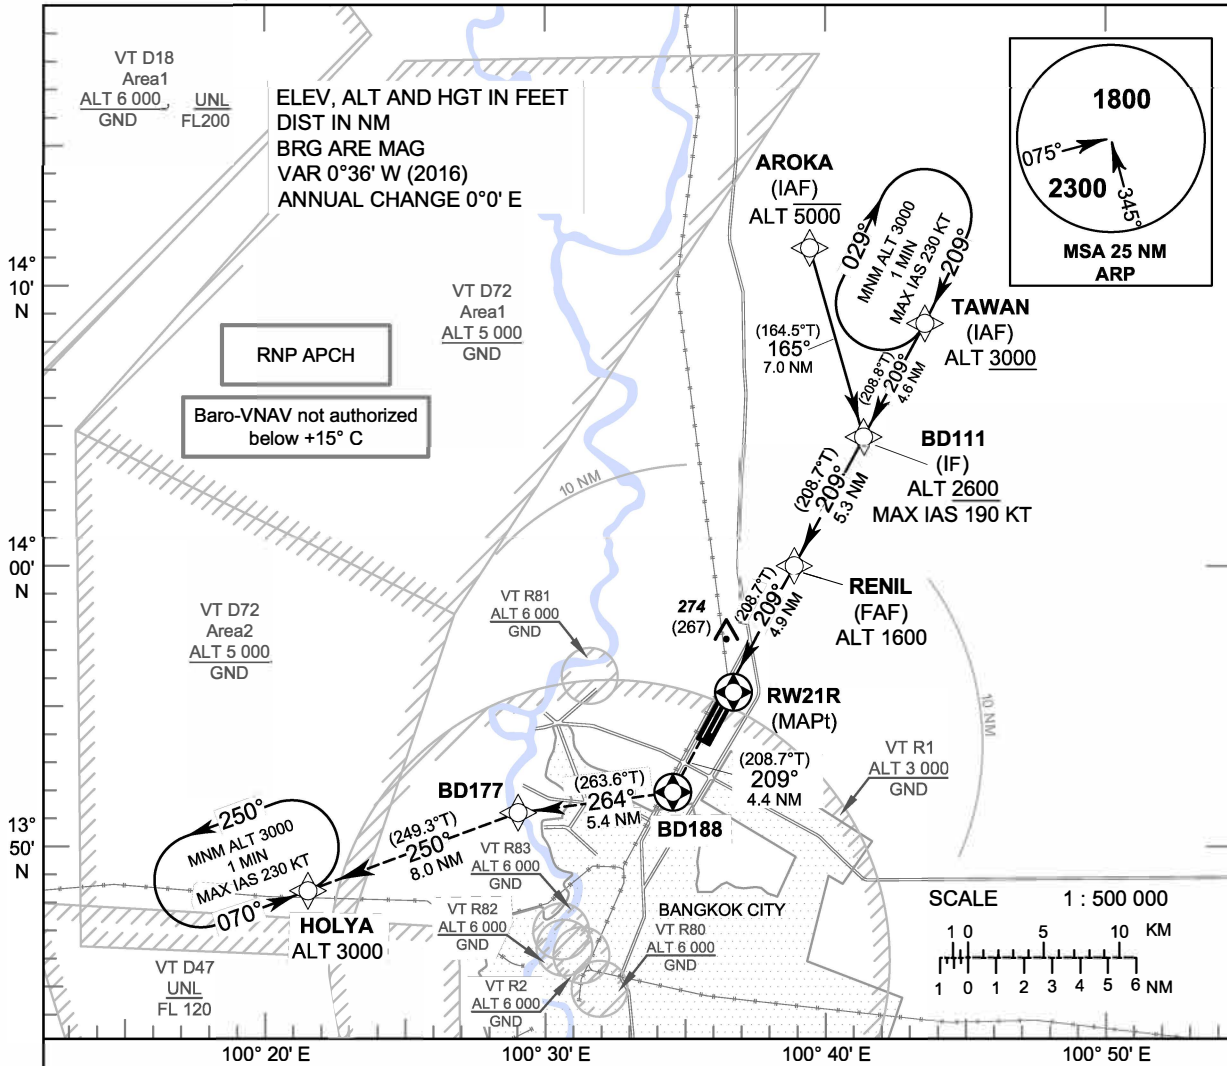 VT D18
Area1
ALT 6 000
GND
UNL
FL200
ELEV, ALT AND HGT IN FEET
DIST IN NM
BRG ARE MAG
VAR 0°36' W (2016)
ANNUAL CHANGE 0°0' E
1800
075°
2300
345°
MSA 25 NM
ARP
AROKA
(IAF)
ALT 5000
029°
MNM ALT 3000
1 MIN
MAX IAS 230 KT
209°
TAWAN
(IAF)
ALT 3000
14°
10'
N
VT D72
Area1
ALT 5 000
GND
RNP APCH
Baro-VNAV not authorized
below +15° C
(164.5°T)
165°
7.0 NM
(208.8°T)
209°
4.6 NM
BD111
(IF)
ALT 2600
MAX IAS 190 KT
10 NM
(208.7°T)
209°
5.3 NM
14°
00'
N
RENIL
(FAF)
ALT 1600
VT D72
Area2
ALT 5 000
GND
VT R81
ALT 6 000
GND
274
(267)
(208.7°T)
209°
4.9 NM
RW21R
(MAPt)
10 NM
VT R1
ALT 3 000
GND
(208.7°T)
209°
4.4 NM
BD188
(263.6°T)
264°
5.4 NM
BD177
(249.3°T)
250°
8.0 NM
13°
50'
N
250°
MNM ALT 3000
1 MIN
MAX IAS 230 KT
070°
HOLYA
ALT 3000
VT R83
ALT 6 000
GND
VT R82
ALT 6 000
GND
VT R2
ALT 6 000
GND
BANGKOK CITY
VT R80
ALT 6 000
GND
VT D47
UNL
FL 120
SCALE 1 : 500 000
1 0 5 10 KM
1 0 1 2 3 4 5 6 NM
100° 20' E 100° 30' E 100° 40' E 100° 50' E